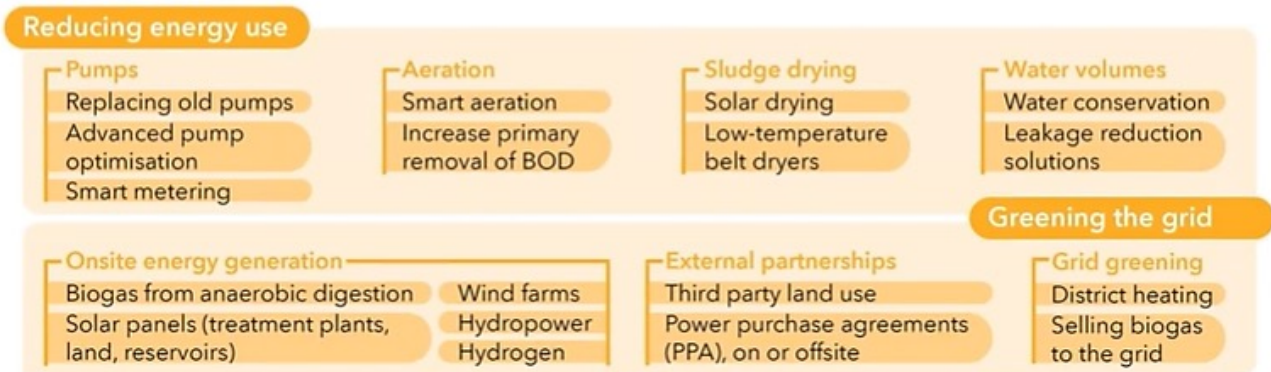 Reducing energy use
Pumps
Replacing old pumps
Advanced pump
optimisation
Smart metering
Aeration
Smart aeration
Increase primary
removal of BOD
Sludge drying
Solar drying
Low-temperature
belt dryers
Water volumes
Water conservation
Leakage reduction
solutions
Greening the grid
Onsite energy generation
Biogas from anaerobic digestion
Solar panels (treatment plants,
land, reservoirs)
Wind farms
Hydropower
Hydrogen
External partnerships
Third party land use
Power purchase agreements
(PPA), on or offsite
Grid greening
District heating
Selling biogas
to the grid